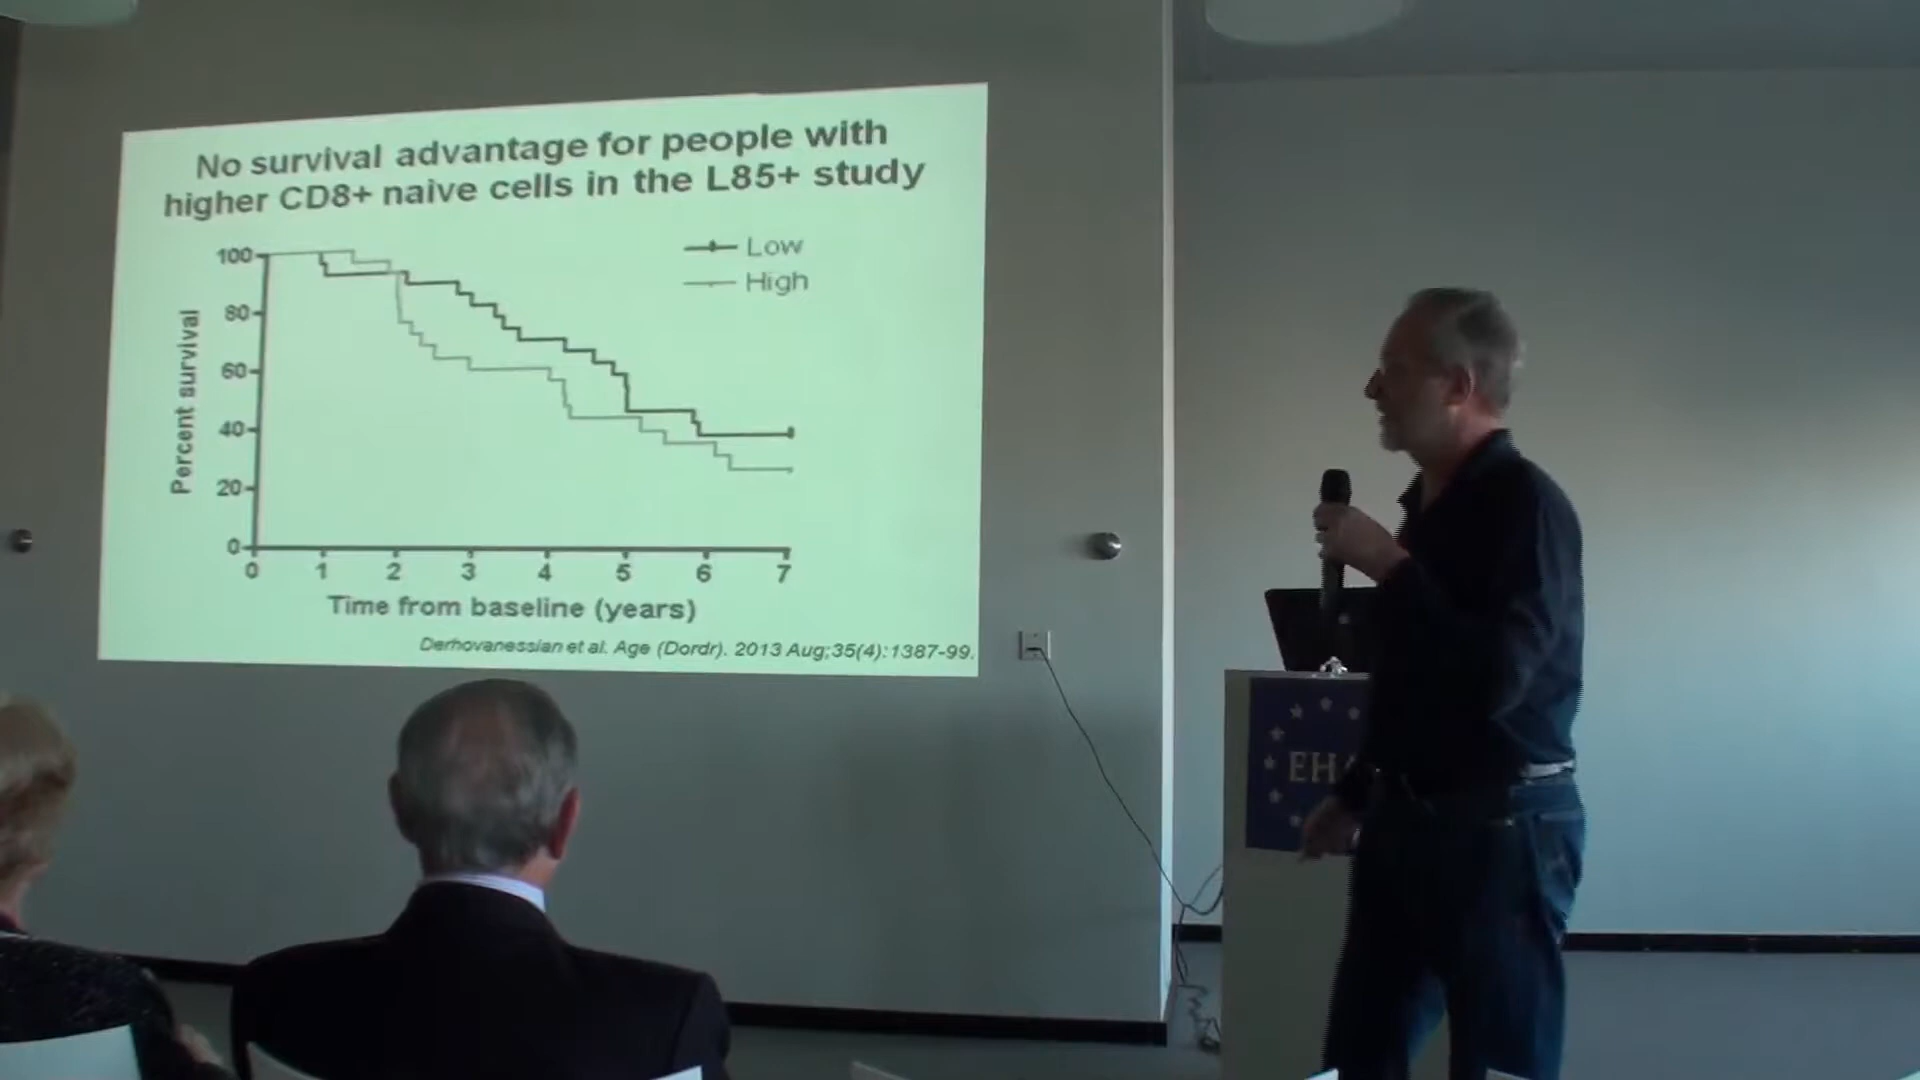 No survival advantage for people with
higher CD8+ naive cells in the L85+ study
Low
High
Percent survival
100
80
60
40
20
0
0 1 2 3 4 5 6 7
Time from baseline (years)
Derhovanessian et al. Age (Dordr). 2013 Aug;35(4):1387-99.
EHA